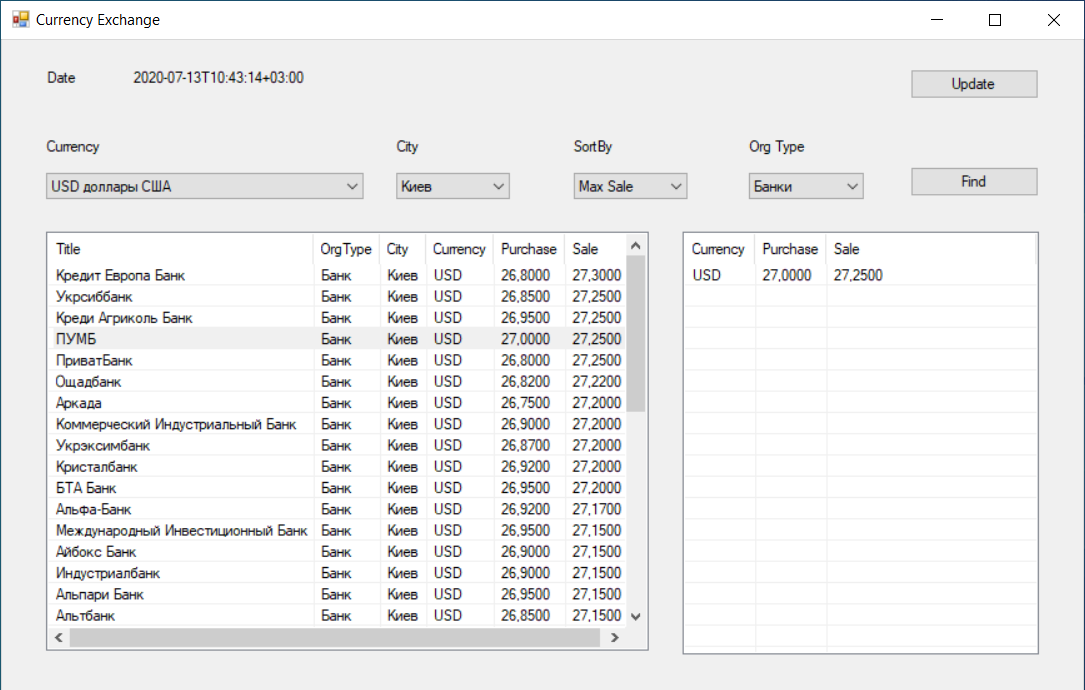 Currency Exchange
Date 2020-07-13T10:43:14+03:00
Update
Currency City SortBy Org Type
USD доллары США Киев Max Sale Банки Find
Title OrgType City Currency Purchase Sale
Кредит Европа Банк Банк Киев USD 26,8000 27,3000
Укрсиббанк Банк Киев USD 26,8500 27,2500
Креди Агриколь Банк Банк Киев USD 26,9500 27,2500
ПУМБ Банк Киев USD 27,0000 27,2500
ПриватБанк Банк Киев USD 26,8000 27,2500
Ощадбанк Банк Киев USD 26,8200 27,2200
Аркада Банк Киев USD 26,7500 27,2000
Коммерческий Индустриальный Банк Банк Киев USD 26,9000 27,2000
Укрэксимбанк Банк Киев USD 26,8700 27,2000
Кристалбанк Банк Киев USD 26,9200 27,2000
БТА Банк Банк Киев USD 26,9500 27,2000
Альфа-Банк Банк Киев USD 26,9200 27,1700
Международный Инвестиционный Банк Банк Киев USD 26,9500 27,1500
Айбокс Банк Банк Киев USD 26,9000 27,1500
Индустриалбанк Банк Киев USD 26,9000 27,1500
Альпари Банк Банк Киев USD 26,9500 27,1500
Альтбанк Банк Киев USD 26,8500 27,1500
Currency Purchase Sale
USD 27,0000 27,2500